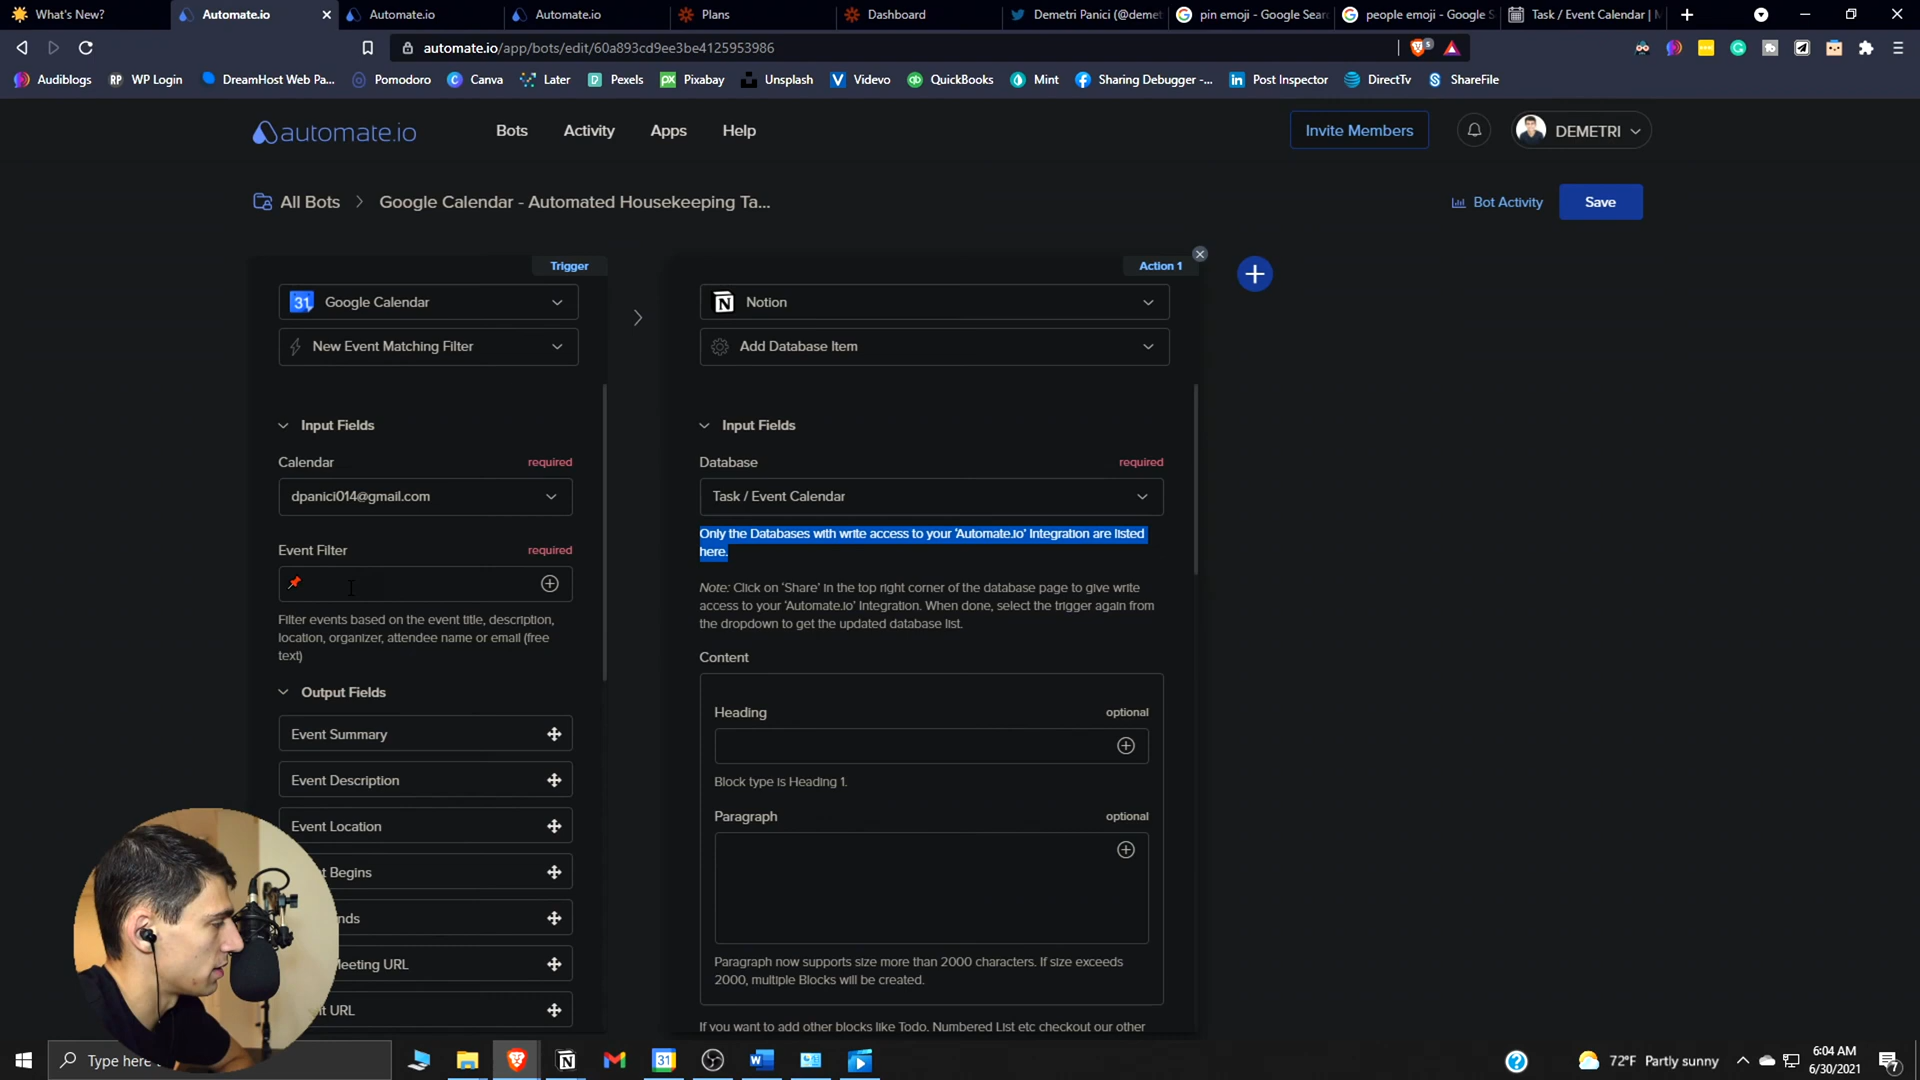 What's New?
Automate.io
Automate.io
Automate.io
Plans
Dashboard
Demetri Panici (@demet
pin emoji - Google Sear
people emoji - Google S
Task / Event Calendar | M
automate.io/app/bots/edit/60a893cd9ee3be4125953986
Audiblogs
WP Login
DreamHost Web Pa...
Pomodoro
Canva
Later
Pexels
Pixabay
Unsplash
Videvo
QuickBooks
Mint
Sharing Debugger -...
Post Inspector
DirectTv
ShareFile
automate.io
Bots
Activity
Apps
Help
Invite Members
DEMETRI
All Bots > Google Calendar - Automated Housekeeping Ta...
Bot Activity
Save
Trigger
Google Calendar
New Event Matching Filter
Input Fields
Calendar required
dpanici014@gmail.com
Event Filter required
Filter events based on the event title, description,
location, organizer, attendee name or email (free
text)
Output Fields
Event Summary
Event Description
Event Location
Begins
nds
Meeting URL
URL
Action 1
Notion
Add Database Item
Input Fields
Database required
Task / Event Calendar
Only the Databases with write access to your 'Automate.io' Integration are listed
here.
Note: Click on 'Share' in the top right corner of the database page to give write
access to your 'Automate.io' Integration. When done, select the trigger again from
the dropdown to get the updated database list.
Content
Heading optional
Block type is Heading 1.
Paragraph optional
Paragraph now supports size more than 2000 characters. If size exceeds
2000, multiple Blocks will be created.
If you want to add other blocks like Todo. Numbered List etc checkout our other
Type here
72°F Partly sunny
6:04 AM
6/30/2021